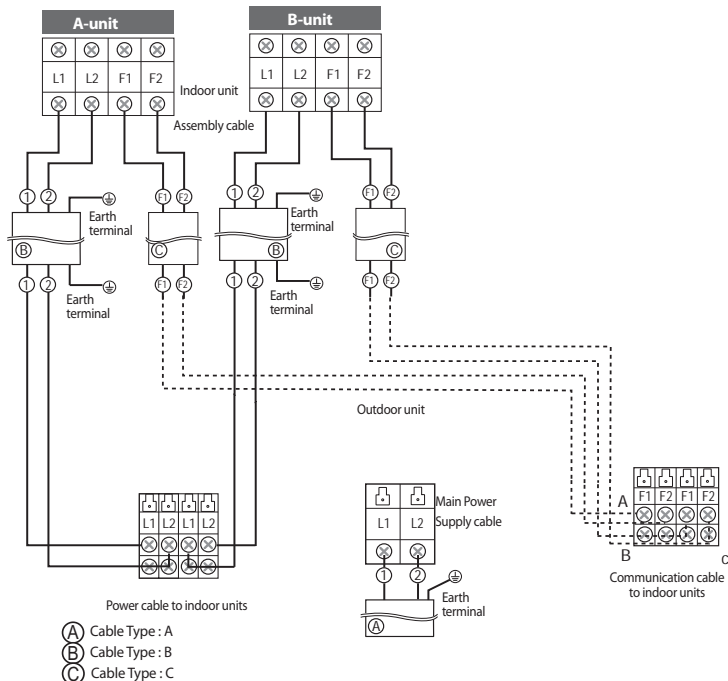 A-unit
B-unit
L1 L2 F1 F2
L1 L2 F1 F2
Indoor unit
Assembly cable
1 2 F1 F2 1 2 F1 F2
Earth
terminal
Earth
terminal
B C B C
1 2 F1 F2 1 2 F1 F2
Earth
terminal
Earth
terminal
Outdoor unit
L1 L2 L1 L2
Power cable to indoor units
Main Power
Supply cable
L1 L2
1 2
Earth
terminal
A
F1 F2 F1 F2
A
B
Communication cable
to indoor units
A Cable Type : A
B Cable Type : B
C Cable Type : C